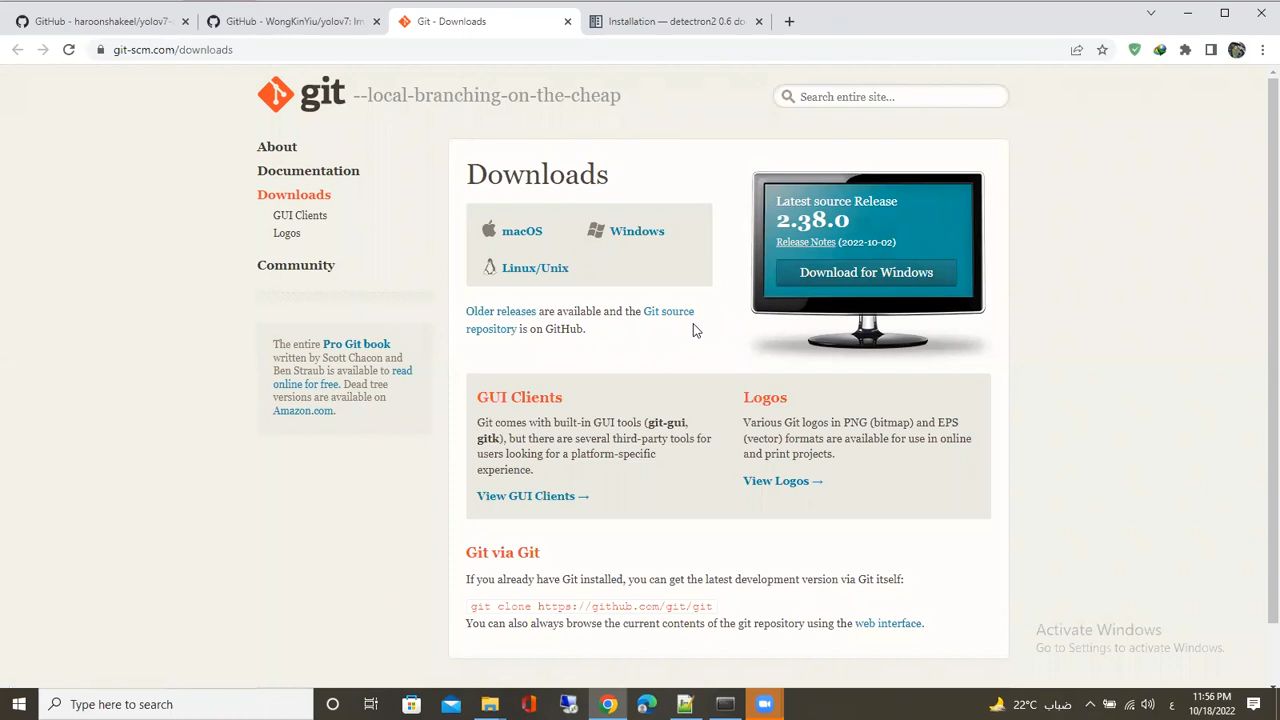 GitHub - haroonshakeel/yolov7-
GitHub - WongKinYiu/yolov7: Im
Git - Downloads
Installation — detectron2 0.6 do
git-scm.com/downloads
git --local-branching-on-the-cheap
Search entire site...
About
Documentation
Downloads
GUI Clients
Logos
Community
The entire Pro Git book
written by Scott Chacon and
Ben Straub is available to read
online for free. Dead tree
versions are available on
Amazon.com.
Downloads
macOS
Windows
Linux/Unix
Older releases are available and the Git source
repository is on GitHub.
Latest source Release
2.38.0
Release Notes (2022-10-02)
Download for Windows
GUI Clients
Git comes with built-in GUI tools (git-gui,
gitk), but there are several third-party tools for
users looking for a platform-specific
experience.
View GUI Clients →
Logos
Various Git logos in PNG (bitmap) and EPS
(vector) formats are available for use in online
and print projects.
View Logos →
Git via Git
If you already have Git installed, you can get the latest development version via Git itself:
git clone https://github.com/git/git
You can also always browse the current contents of the git repository using the web interface.
Activate Windows
Go to Settings to activate Windows.
Type here to search
22°C ضباب
ع
11:56 PM
10/18/2022